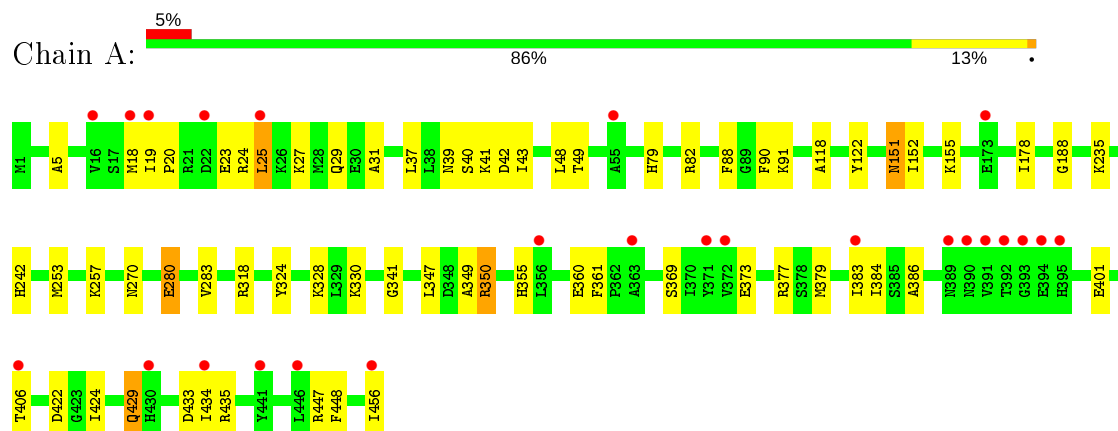 5%
Chain A:
86% 13% •
M1 A5 V16 S17 M18 I19 P20 R21 D22 E23 R24 L25 K26 K27 M28 Q29 E30 A31 L37 L38 N39 S40 K41 D42 I43 L48 T49 A55 H79 R82 F88 G89 F90 K91 A118 Y122 N151 I152 K155 E173 I178 G188 K235
H242 M253 K257 N270 E280 V283 R318 Y324 K328 L329 K330 G341 L347 D348 A349 R350 H355 L356 E360 F361 P362 A363 S369 I370 Y371 V372 E373 R377 S378 M379 I383 I384 S385 A386 N389 N390 V391 T392 G393 E394 H395 E401
T406 D422 G423 I424 Q429 H430 D433 I434 R435 Y441 L446 R447 F448 I456